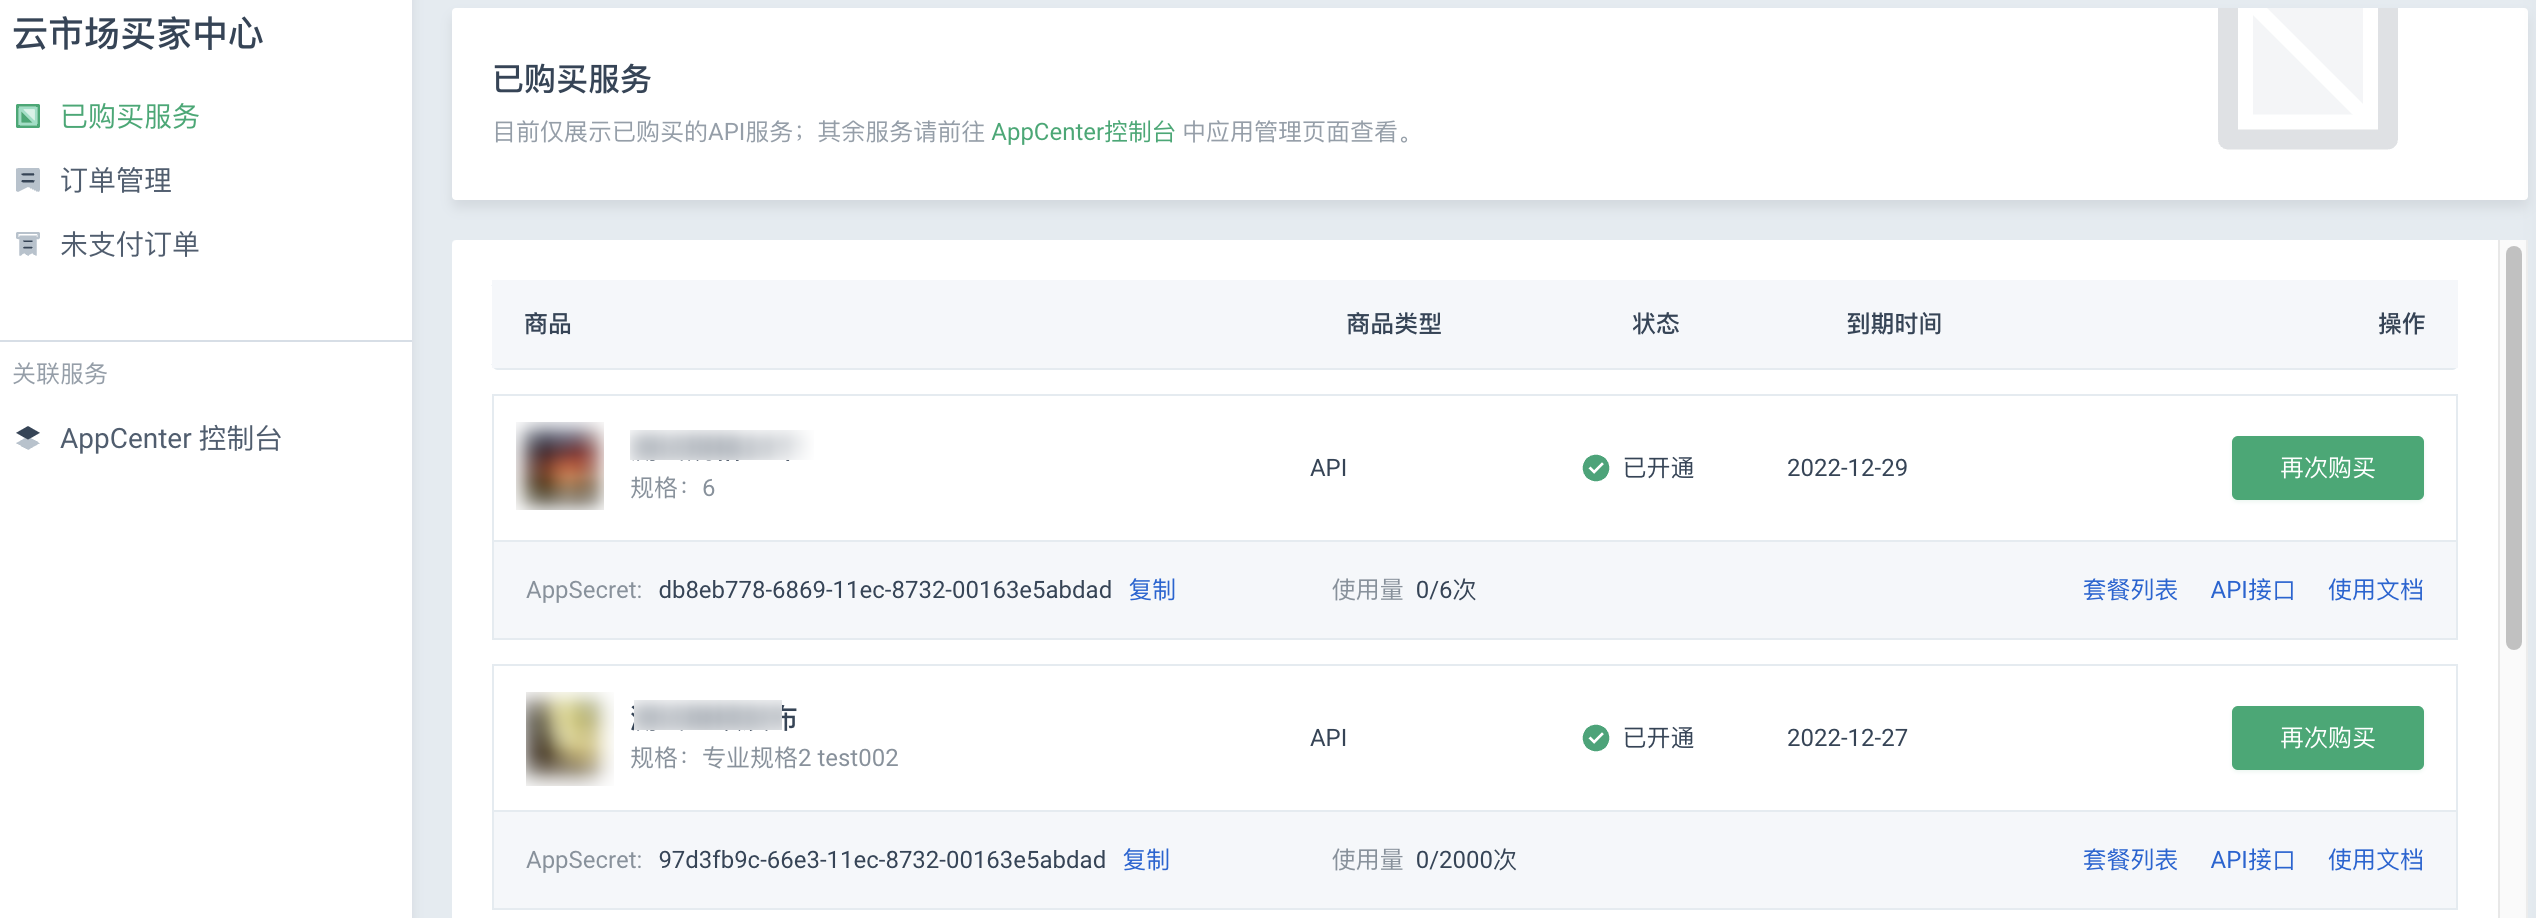 云市场买家中心
已购买服务
订单管理
未支付订单
关联服务
AppCenter 控制台
已购买服务
目前仅展示已购买的API服务；其余服务请前往 AppCenter控制台 中应用管理页面查看。
商品 商品类型 状态 到期时间 操作
规格：6
API 已开通 2022-12-29 再次购买
AppSecret: db8eb778-6869-11ec-8732-00163e5abdad 复制 使用量 0/6次 套餐列表 API接口 使用文档
布
规格：专业规格2 test002
API 已开通 2022-12-27 再次购买
AppSecret: 97d3fb9c-66e3-11ec-8732-00163e5abdad 复制 使用量 0/2000次 套餐列表 API接口 使用文档